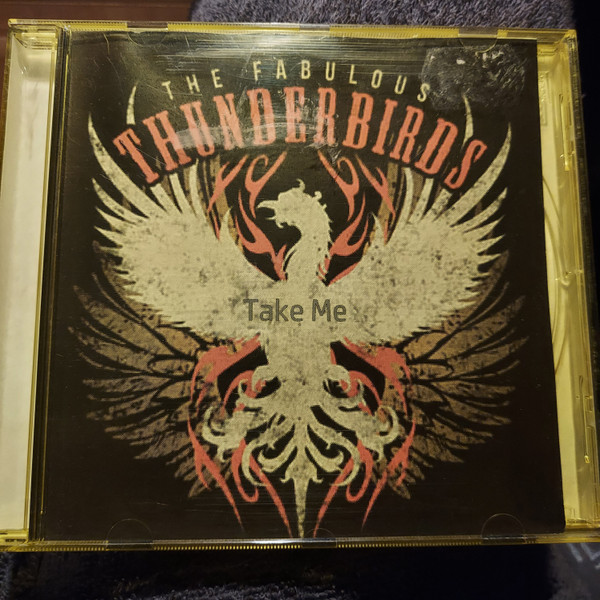 THE FABULOUS
THUNDERBIRDS
Take Me